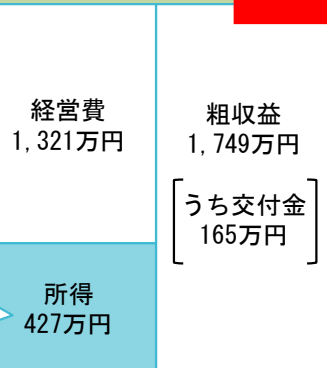 経営費
1,321万円
粗収益
1,749万円
うち交付金
165万円
所得
427万円